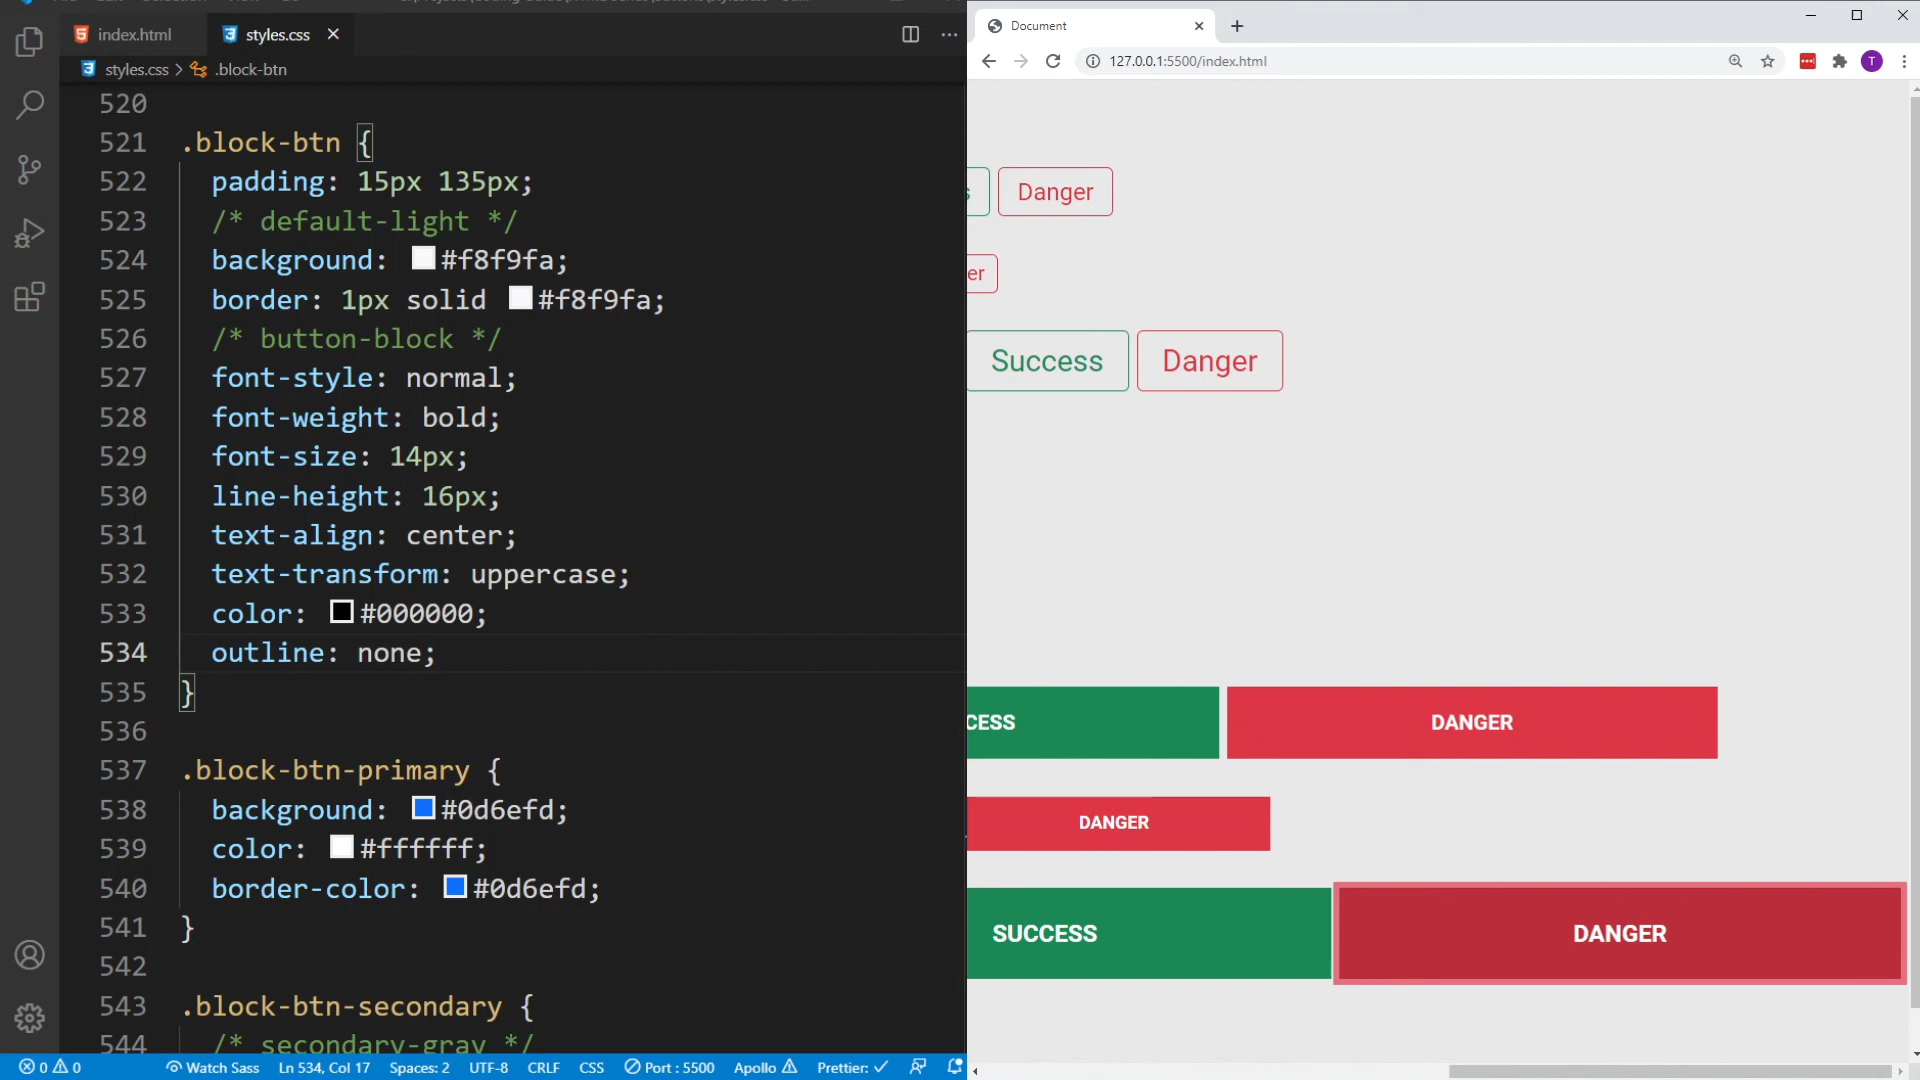 index.html
styles.css
styles.css > .block-btn
520
521 .block-btn {
522 padding: 15px 135px;
523 /* default-light */
524 background: #f8f9fa;
525 border: 1px solid #f8f9fa;
526 /* button-block */
527 font-style: normal;
528 font-weight: bold;
529 font-size: 14px;
530 line-height: 16px;
531 text-align: center;
532 text-transform: uppercase;
533 color: #000000;
534 outline: none;
535 }
536
537 .block-btn-primary {
538 background: #0d6efd;
539 color: #ffffff;
540 border-color: #0d6efd;
541 }
542
543 .block-btn-secondary {
544 /* secondary-gray */
0 0 Watch Sass Ln 534, Col 17 Spaces: 2 UTF-8 CRLF CSS Port : 5500 Apollo Prettier:
Document
127.0.0.1:5500/index.html
T
s Danger
er
Success Danger
CESS DANGER
DANGER
SUCCESS DANGER